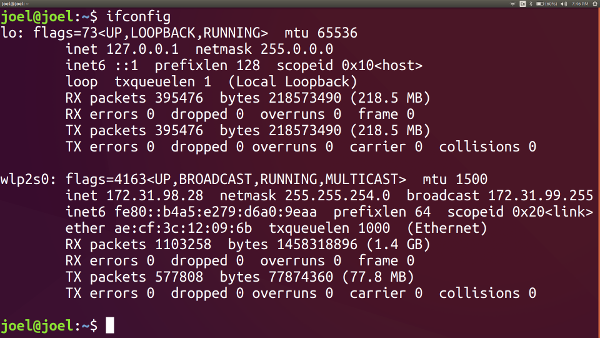 joel@joel: ~
joel@joel:~$ ifconfig
lo: flags=73<UP,LOOPBACK,RUNNING>  mtu 65536
        inet 127.0.0.1  netmask 255.0.0.0
        inet6 ::1  prefixlen 128  scopeid 0x10<host>
        loop  txqueuelen 1  (Local Loopback)
        RX packets 395476  bytes 218573490 (218.5 MB)
        RX errors 0  dropped 0  overruns 0  frame 0
        TX packets 395476  bytes 218573490 (218.5 MB)
        TX errors 0  dropped 0 overruns 0  carrier 0  collisions 0
wlp2s0: flags=4163<UP,BROADCAST,RUNNING,MULTICAST>  mtu 1500
        inet 172.31.98.28  netmask 255.255.254.0  broadcast 172.31.99.255
        inet6 fe80::b4a5:e279:d6a0:9eaa  prefixlen 64  scopeid 0x20<link>
        ether ae:cf:3c:12:09:6b  txqueuelen 1000  (Ethernet)
        RX packets 1103258  bytes 1458318896 (1.4 GB)
        RX errors 0  dropped 0  overruns 0  frame 0
        TX packets 577808  bytes 77874360 (77.8 MB)
        TX errors 0  dropped 0 overruns 0  carrier 0  collisions 0
joel@joel:~$